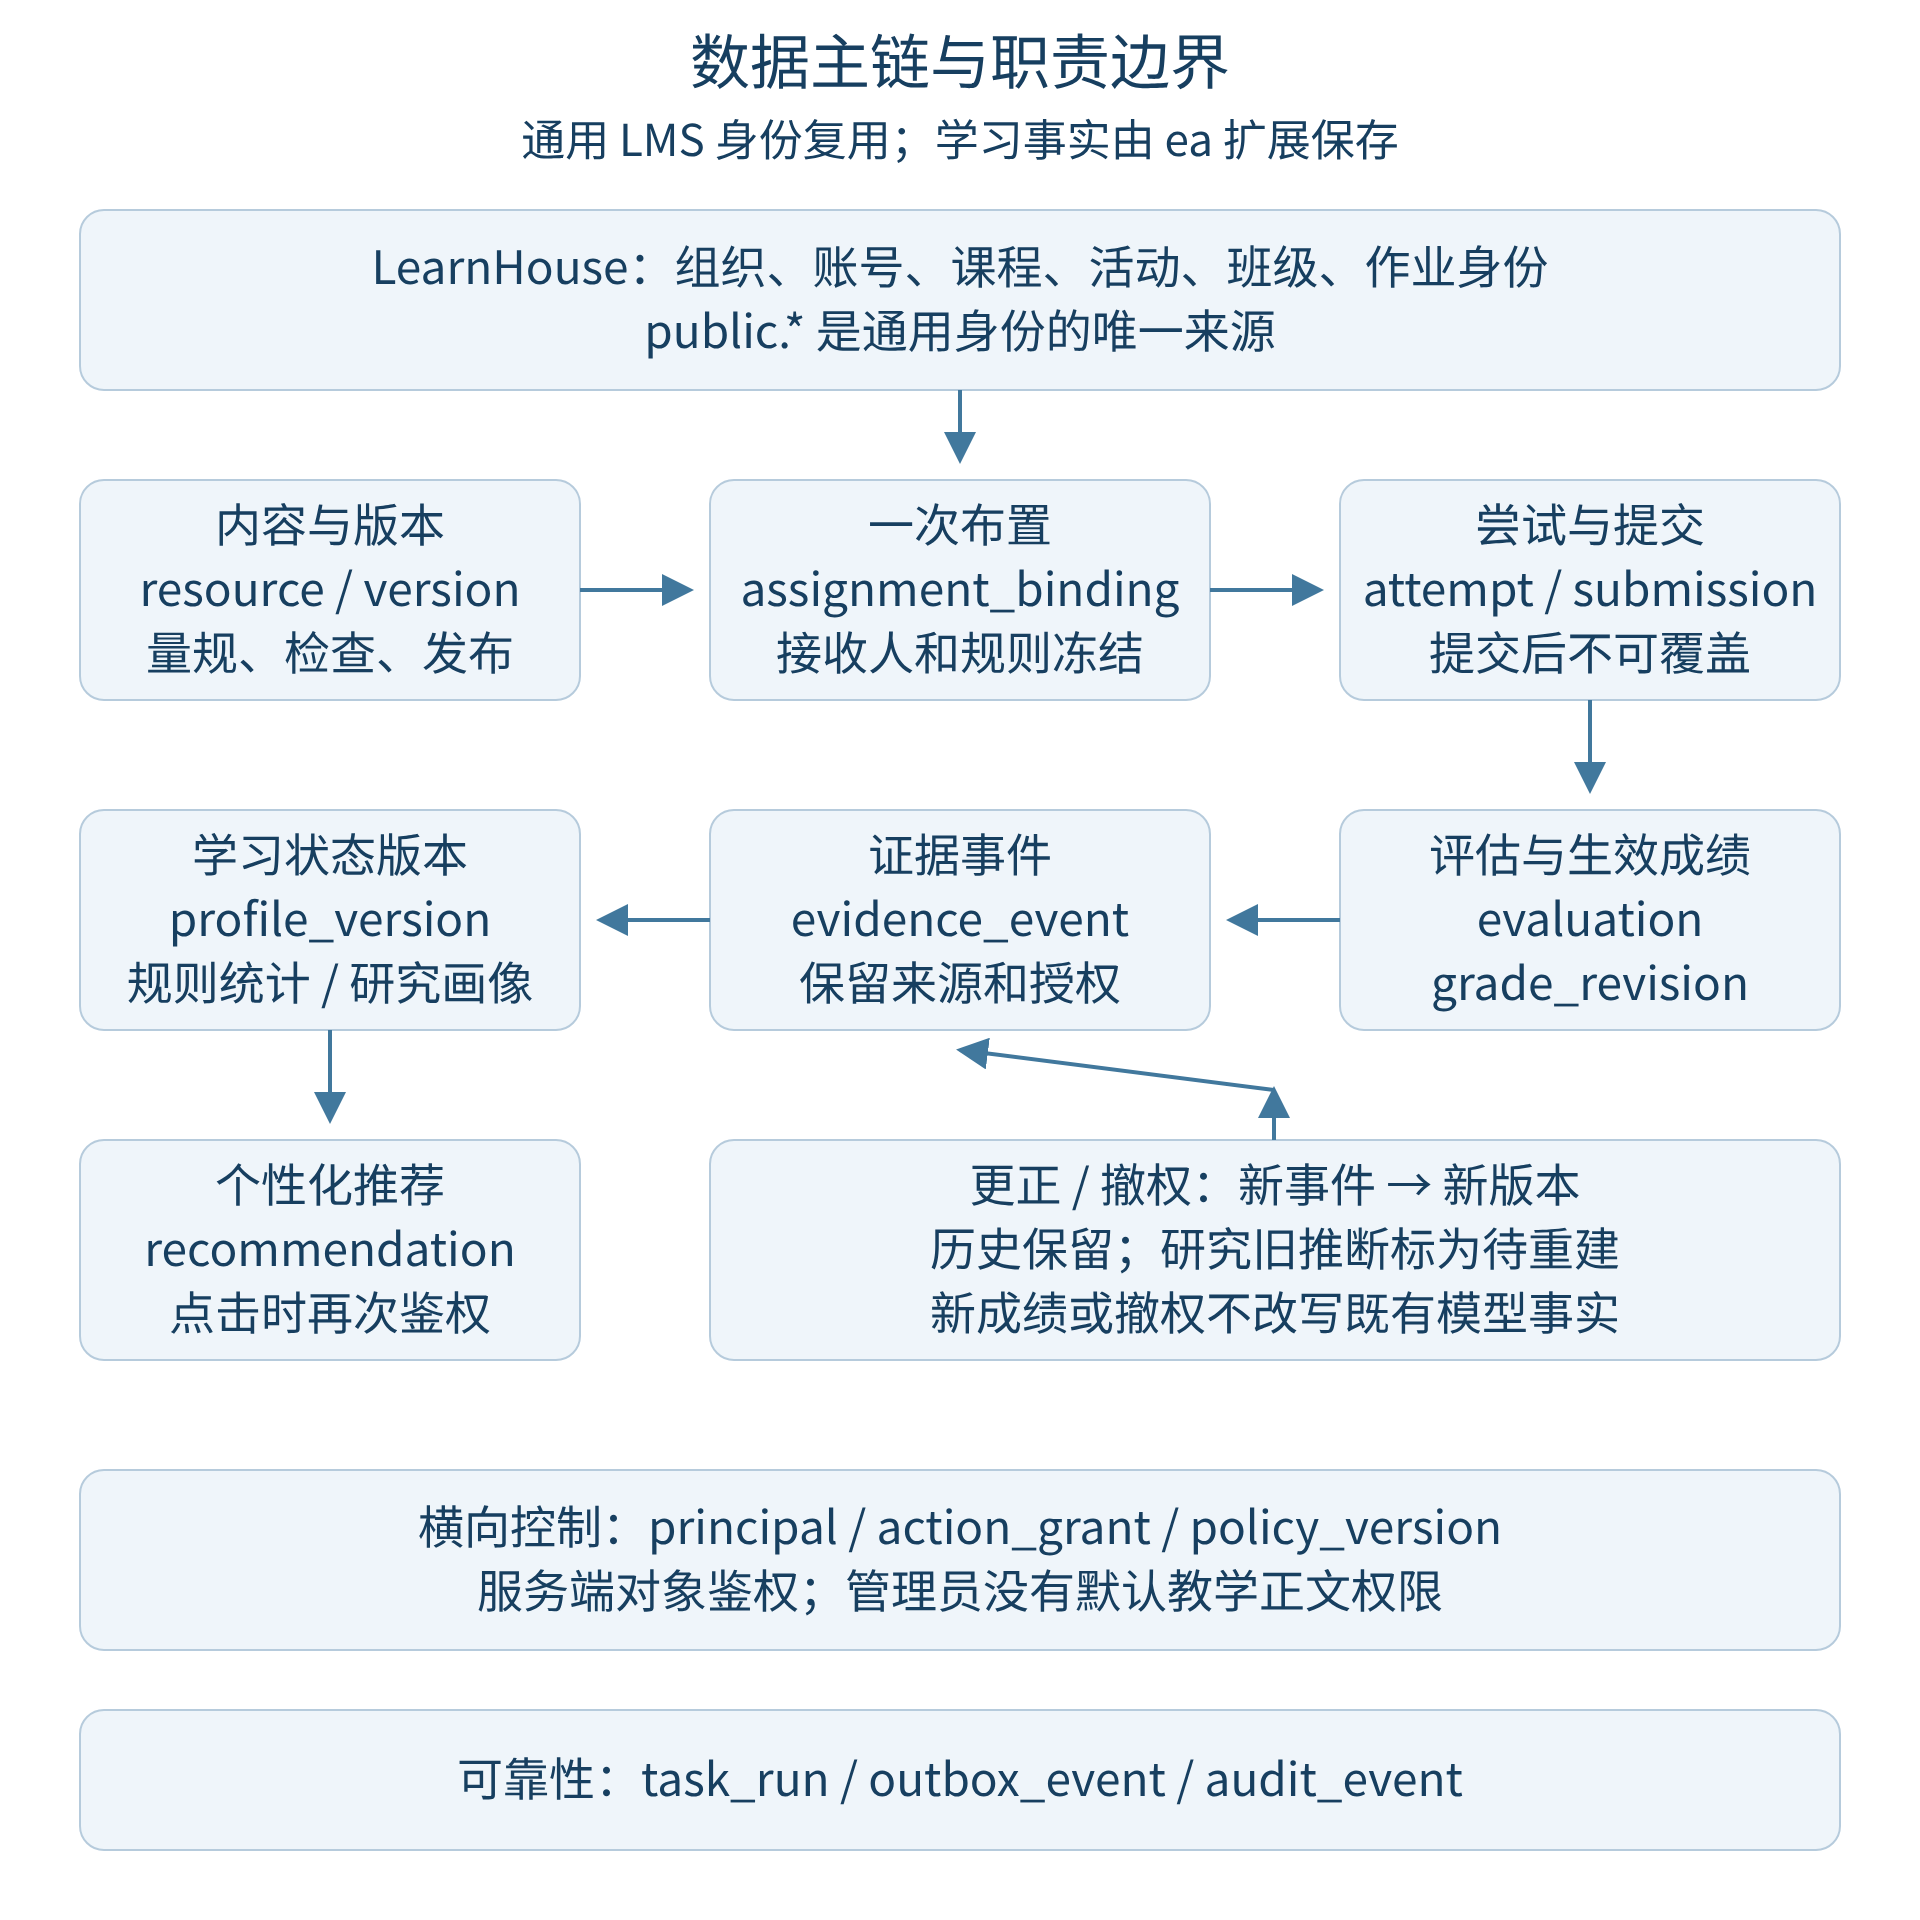 数据主链与职责边界
通用 LMS 身份复用；学习事实由 ea 扩展保存
LearnHouse：组织、账号、课程、活动、班级、作业身份
public.* 是通用身份的唯一来源
内容与版本
resource / version
量规、检查、发布
一次布置
assignment_binding
接收人和规则冻结
尝试与提交
attempt / submission
提交后不可覆盖
学习状态版本
profile_version
规则统计 / 研究画像
证据事件
evidence_event
保留来源和授权
评估与生效成绩
evaluation
grade_revision
个性化推荐
recommendation
点击时再次鉴权
更正 / 撤权：新事件 → 新版本
历史保留；研究旧推断标为待重建
新成绩或撤权不改写既有模型事实
横向控制：principal / action_grant / policy_version
服务端对象鉴权；管理员没有默认教学正文权限
可靠性：task_run / outbox_event / audit_event